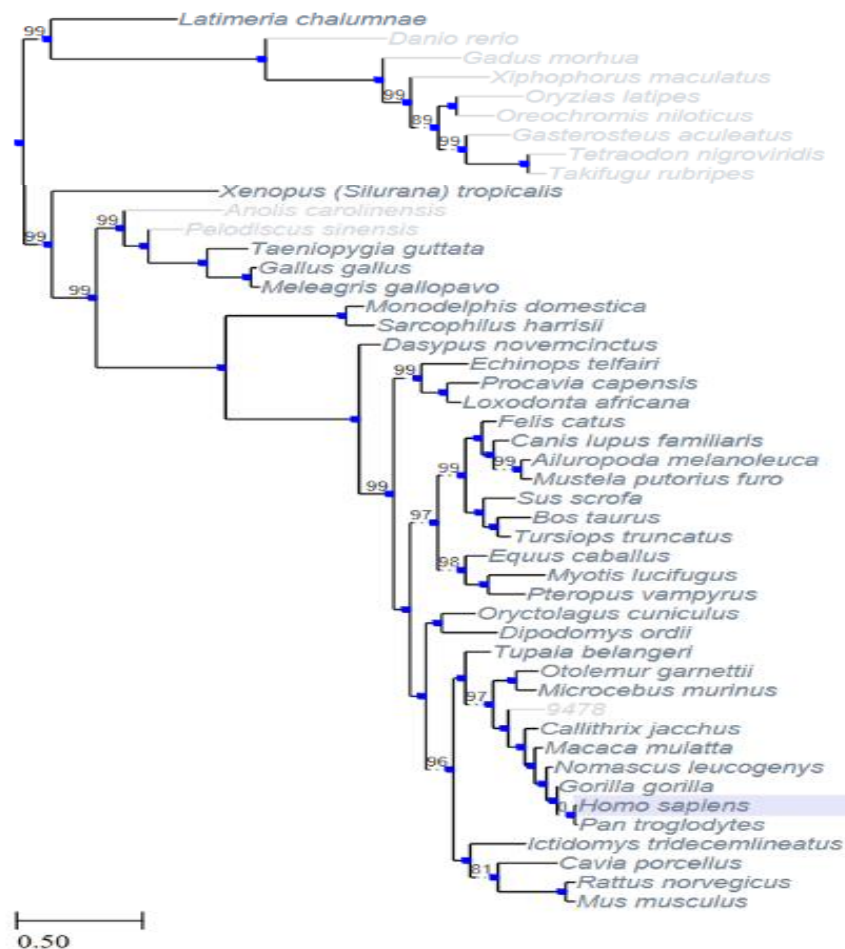 99
Latimeria chalumnae
Danio rerio
Gadus morhua
99
Xiphophorus maculatus
Oryzias latipes
89
Oreochromis niloticus
99
Gasterosteus aculeatus
Tetraodon nigroviridis
Takifugu rubripes
Xenopus (Silurana) tropicalis
99
Anolis carolinensis
99
Pelodiscus sinensis
Taeniopygia guttata
Gallus gallus
99
Meleagris gallopavo
Monodelphis domestica
Sarcophilus harrisii
Dasypus novemcinctus
Echinops telfairi
99
Procavia capensis
Loxodonta africana
Felis catus
Canis lupus familiaris
99
Ailuropoda melanoleuca
99
Mustela putorius furo
99
Sus scrofa
97
Bos taurus
Tursiops truncatus
Equus caballus
98
Myotis lucifugus
Pteropus vampyrus
Oryctolagus cuniculus
Dipodomys ordii
Tupaia belangeri
Otolemur garnettii
97
Microcebus murinus
9478
Callithrix jacchus
Macaca mulatta
96
Nomascus leucogenys
Gorilla gorilla
0
Homo sapiens
Pan troglodytes
Ictidomys tridecemlineatus
81
Cavia porcellus
Rattus norvegicus
Mus musculus
0.50